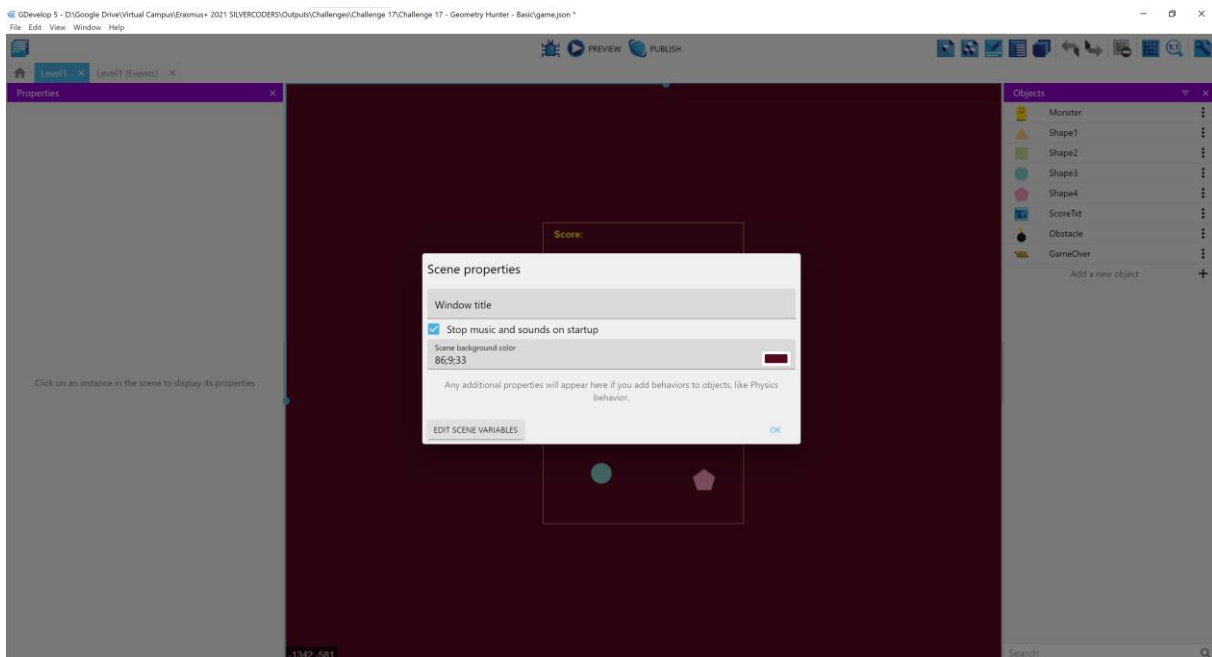 GDevelop 5 - D:\Google Drive\Virtual Campus\Erasmus+ 2021 SILVERCODERS\Outputs\Challenges\Challenge 17\Challenge 17 - Geometry Hunter - Basic\game.json *
File Edit View Window Help
PREVIEW PUBLISH
Level1 × Level1 (Events) ×
Properties
Objects
Monster
Shape1
Shape2
Shape3
Shape4
ScoreTxt
Obstacle
GameOver
Add a new object
Score:
Scene properties
Window title
Stop music and sounds on startup
Scene background color
86;9;33
Any additional properties will appear here if you add behaviors to objects, like Physics
behavior.
EDIT SCENE VARIABLES OK
Click on an instance in the scene to display its properties
-1342;-581
Search